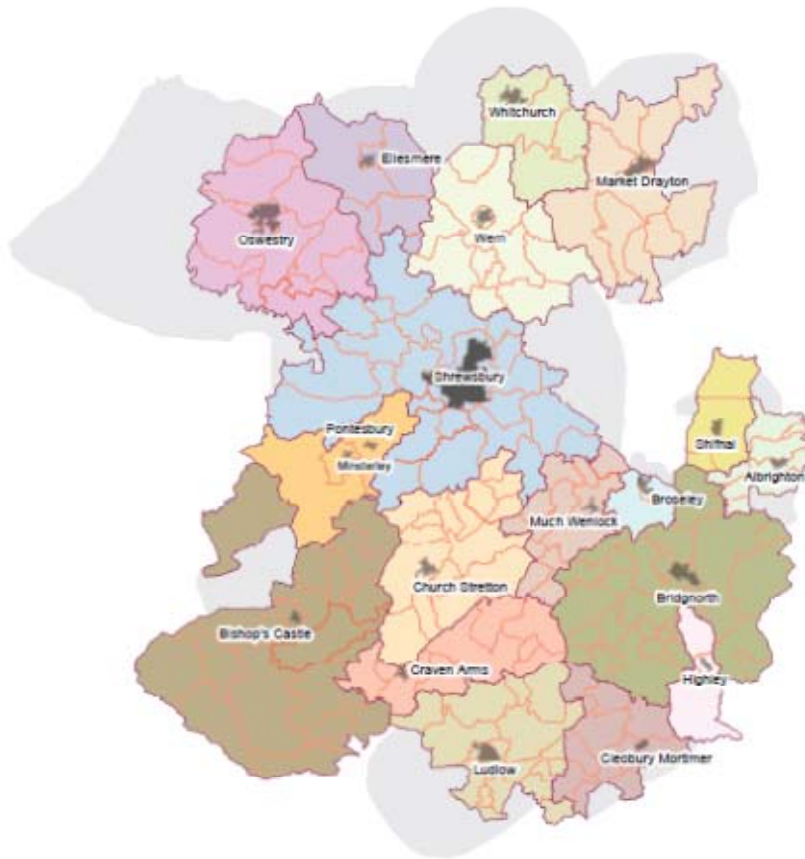 Whitchurch
Ellesmere
Market Drayton
Oswestry
Wem
Shrewsbury
Pontesbury
Minsterley
Shifnal
Albrighton
Broseley
Much Wenlock
Church Stretton
Bridgnorth
Bishop's Castle
Craven Arms
Highley
Cleobury Mortimer
Ludlow